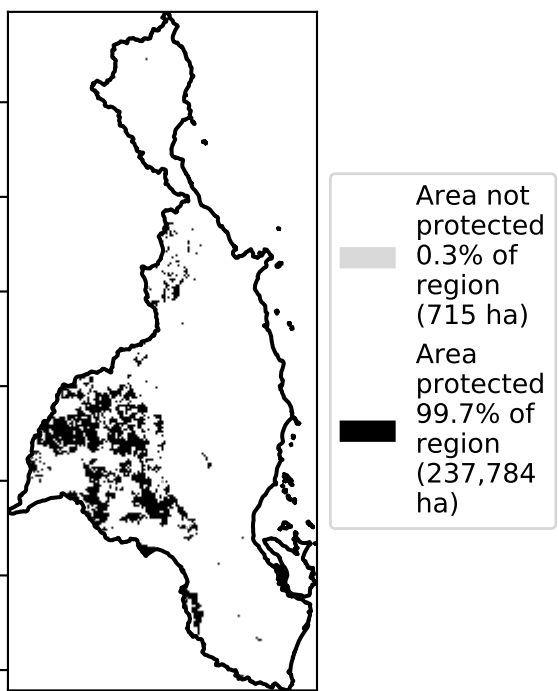 Area not
protected
0.3% of
region
(715 ha)
Area
protected
99.7% of
region
(237,784
ha)